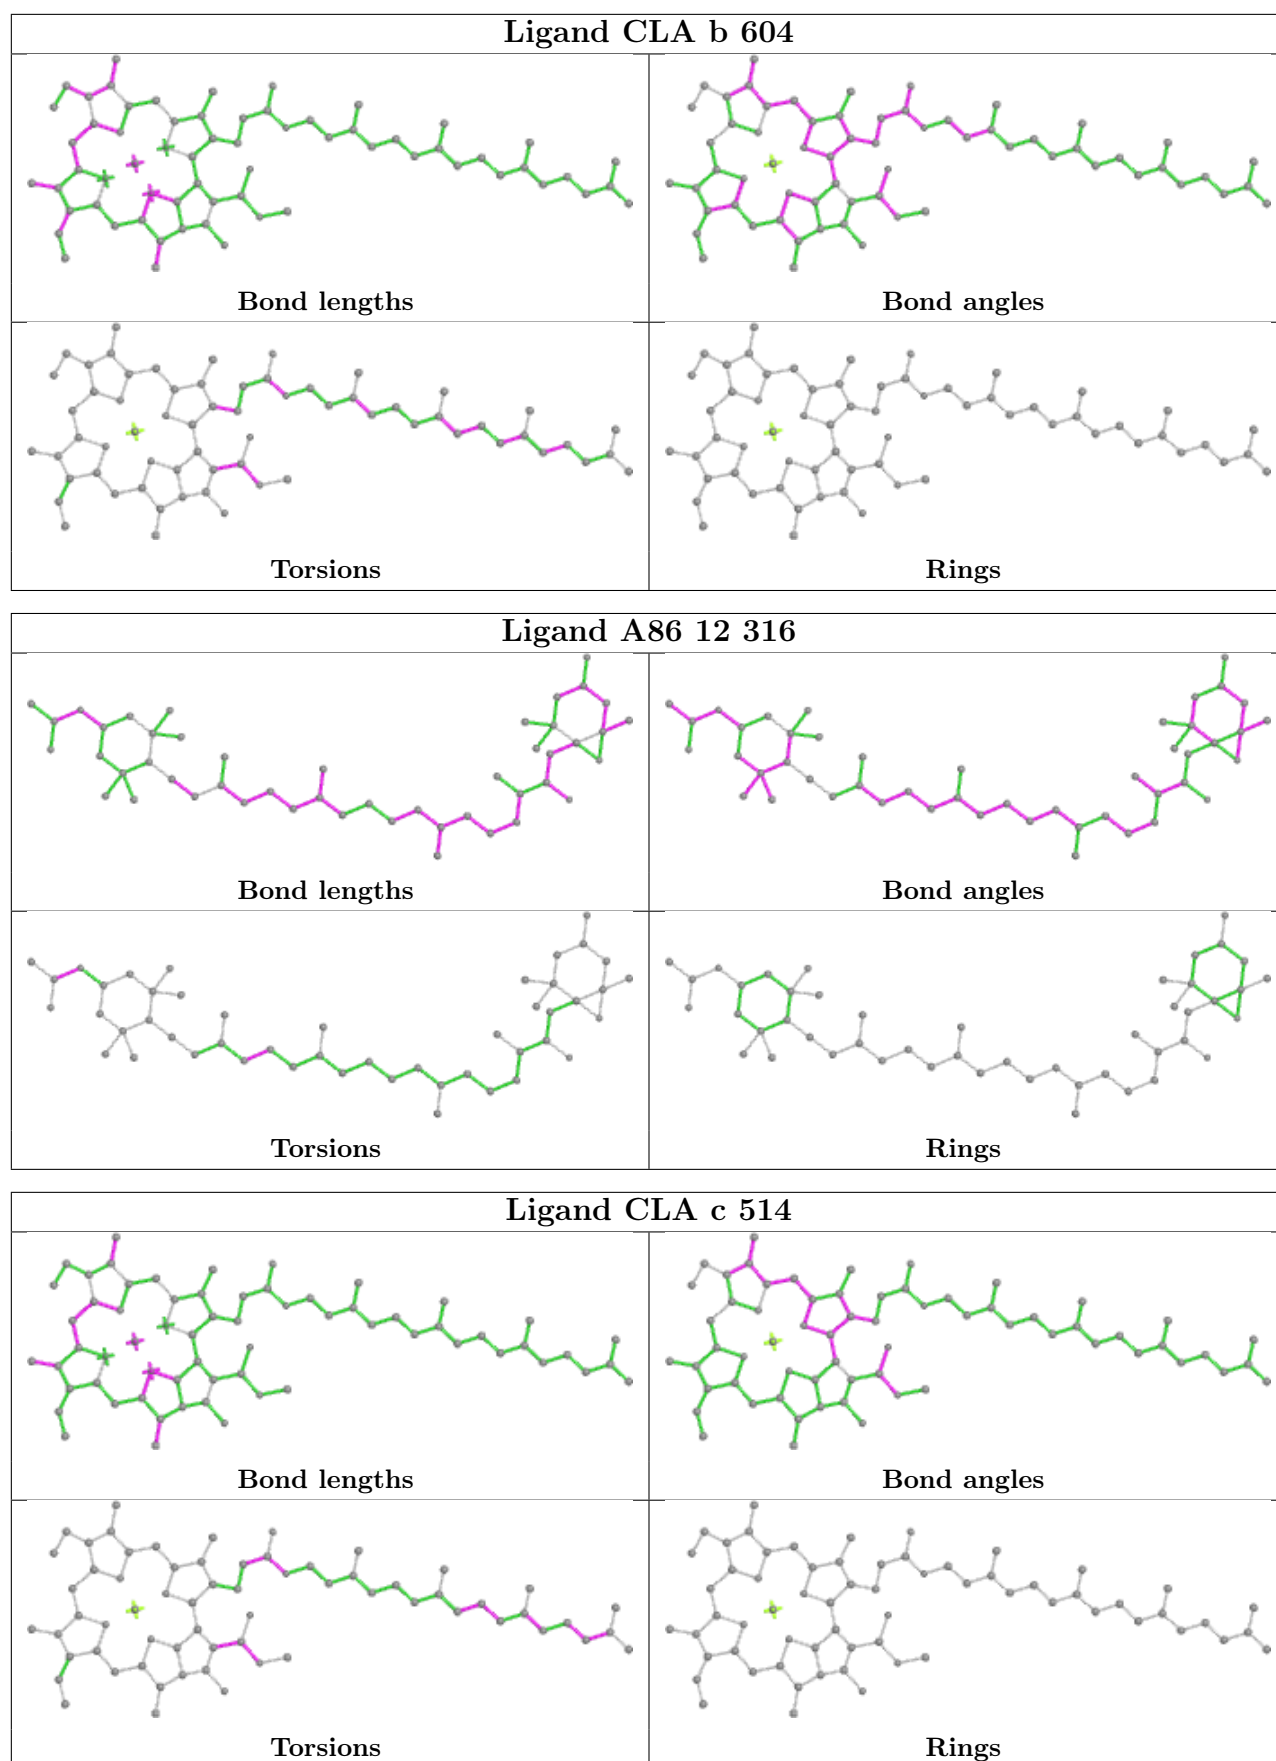 Ligand CLA b 604
Bond lengths
Bond angles
Torsions
Rings
Ligand A86 12 316
Bond lengths
Bond angles
Torsions
Rings
Ligand CLA c 514
Bond lengths
Bond angles
Torsions
Rings